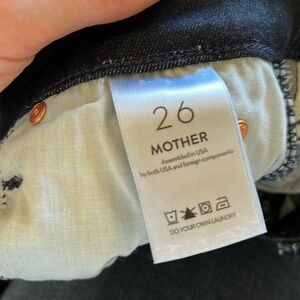 26
MOTHER
Assembled in USA
by both USA and foreign components
DO YOUR OWN LAUNDRY